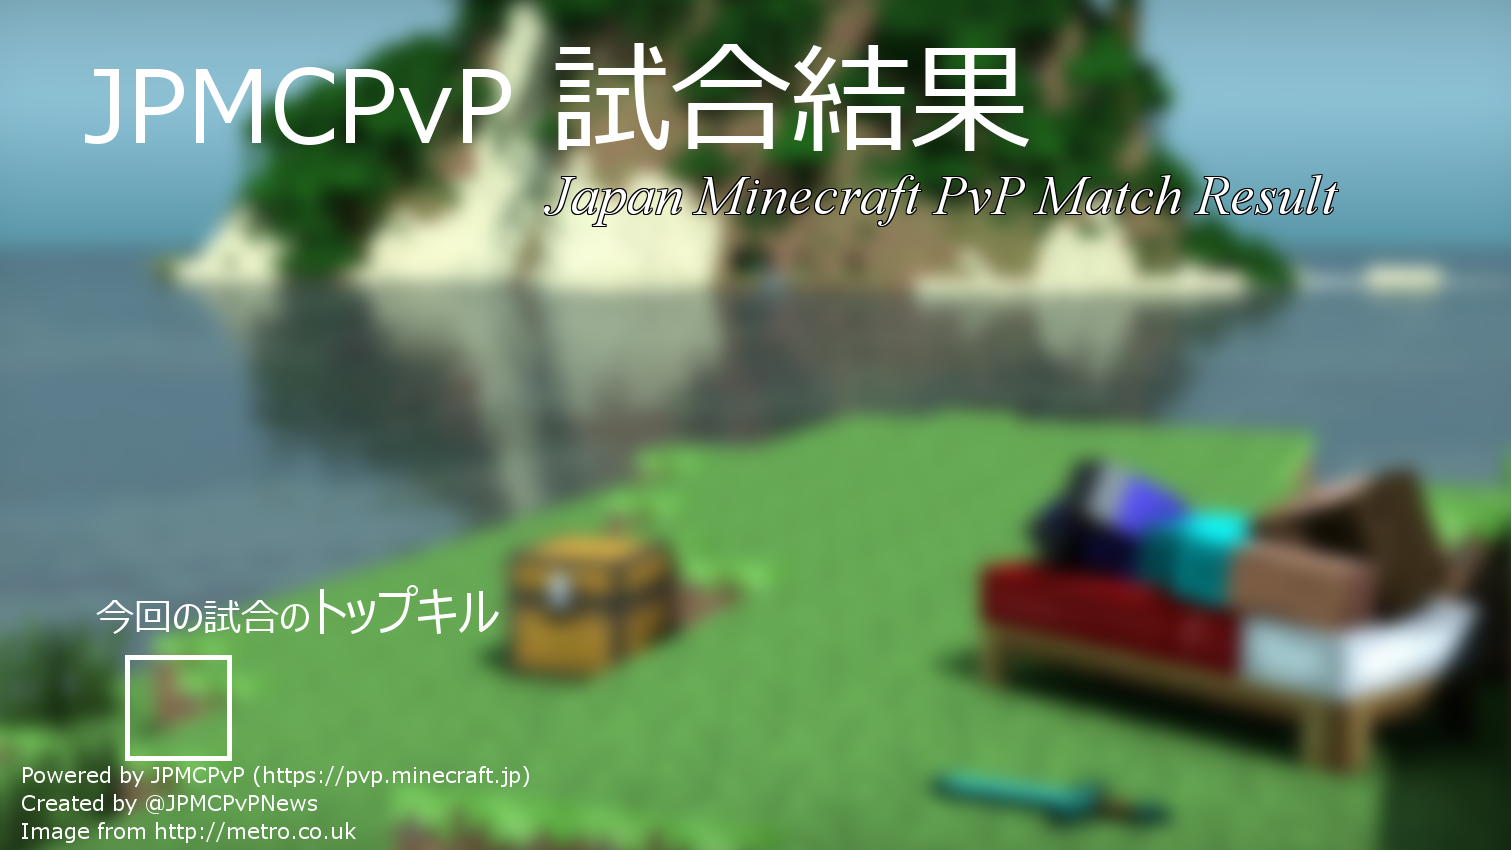 JPMCPvP 試合結果
Japan Minecraft PvP Match Result
今回の試合のトップキル
Powered by JPMCPvP (https://pvp.minecraft.jp)
Created by @JPMCPvPNews
Image from http://metro.co.uk